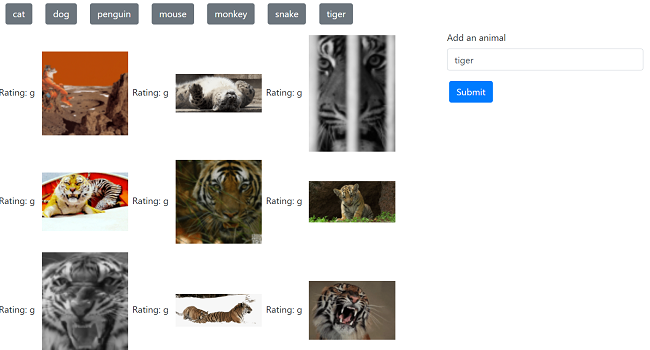 cat dog penguin mouse monkey snake tiger
Add an animal
tiger
Submit
Rating: g Rating: g Rating: g
Rating: g Rating: g Rating: g
Rating: g Rating: g Rating: g